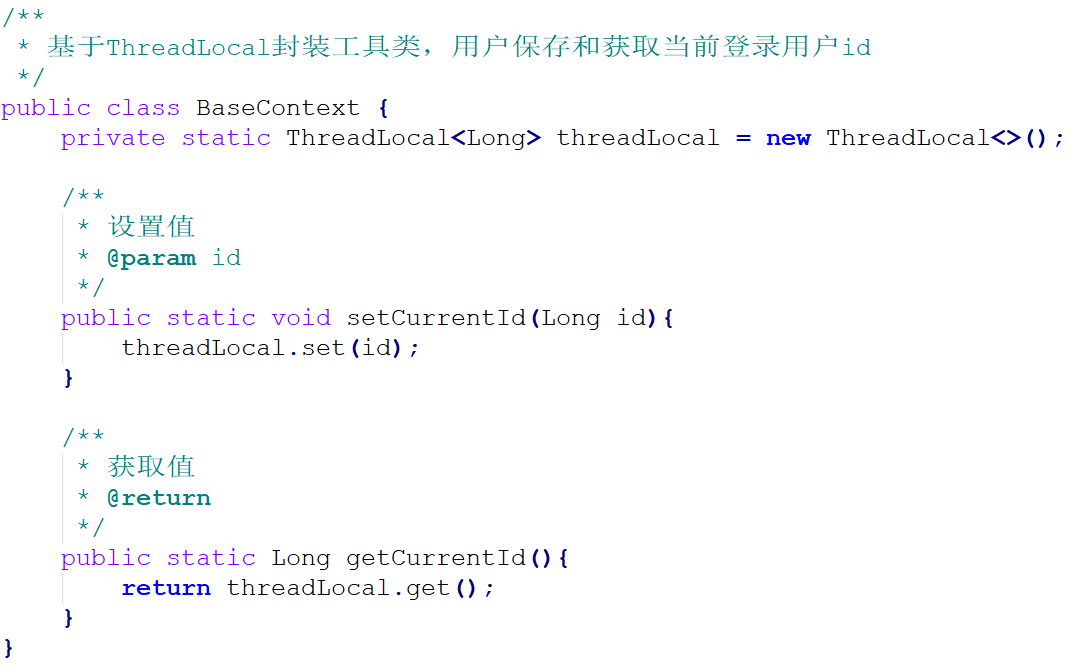 /**
 * 基于ThreadLocal封装工具类，用户保存和获取当前登录用户id
 */
public class BaseContext {
    private static ThreadLocal<Long> threadLocal = new ThreadLocal<>();

    /**
     * 设置值
     * @param id
     */
    public static void setCurrentId(Long id){
        threadLocal.set(id);
    }

    /**
     * 获取值
     * @return
     */
    public static Long getCurrentId(){
        return threadLocal.get();
    }
}